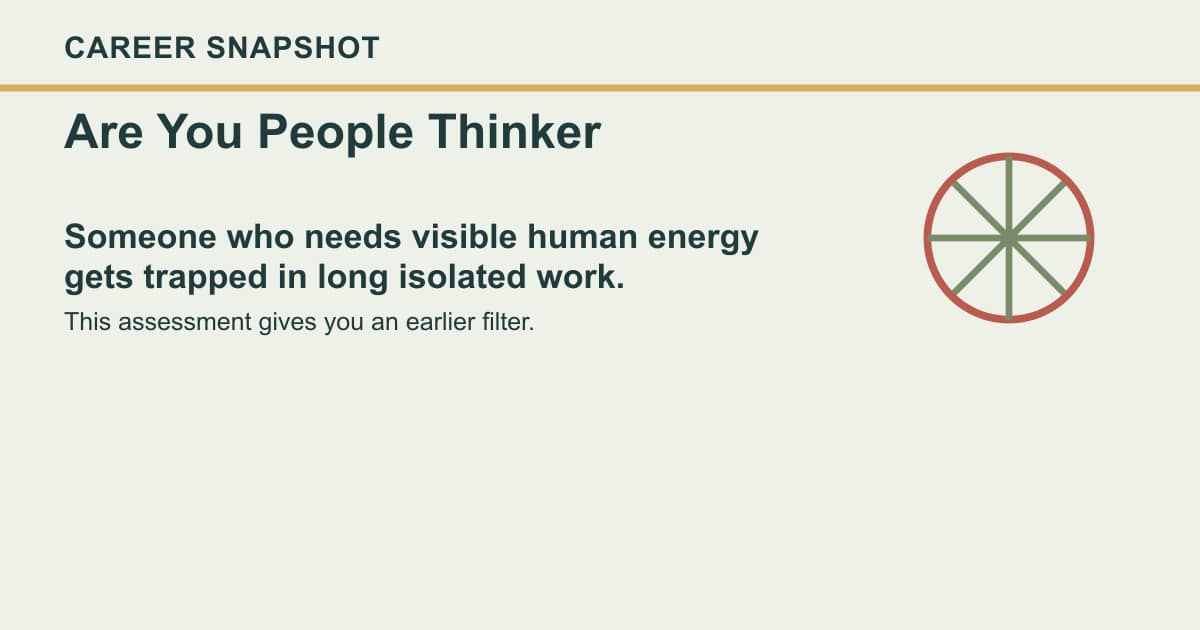 CAREER SNAPSHOT
Are You People Thinker
Someone who needs visible human energy
gets trapped in long isolated work.
This assessment gives you an earlier filter.